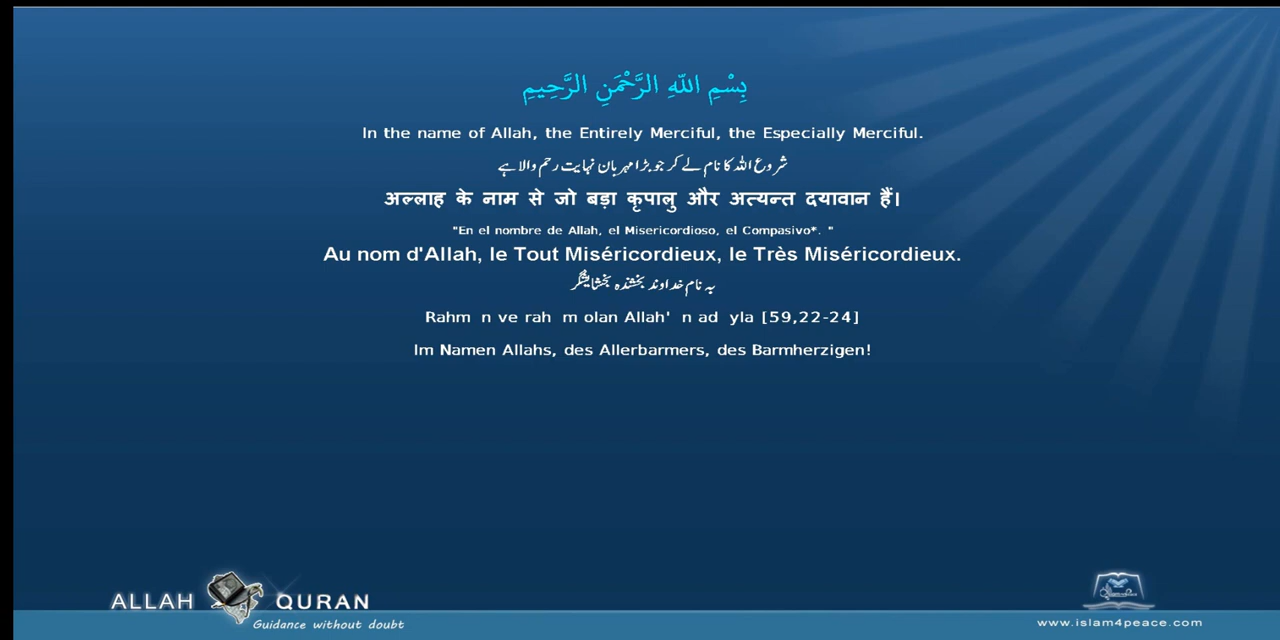 بِسْمِ اللّهِ الرَّحْمَنِ الرَّحِيمِ
In the name of Allah, the Entirely Merciful, the Especially Merciful.
شروع اللہ کا نام لے کر جو بڑا مہربان نہایت رحم والا ہے
अल्लाह के नाम से जो बड़ा कृपालु और अत्यन्त दयावान हैं।
"En el nombre de Allah, el Misericordioso, el Compasivo*. "
Au nom d'Allah, le Tout Miséricordieux, le Très Miséricordieux.
به نام خداوند بخشنده بخشایشگر
Rahm n ve rah m olan Allah' n ad yla [59,22-24]
Im Namen Allahs, des Allerbarmers, des Barmherzigen!
ALLAH QURAN
Guidance without doubt
www.islam4peace.com